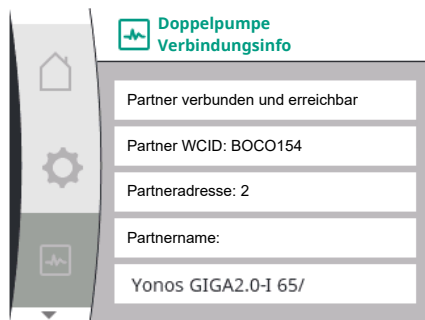 Doppelpumpe
Verbindungsinfo
Partner verbunden und erreichbar
Partner WCID: BOCO154
Partneradresse: 2
Partnername:
Yonos GIGA2.0-I 65/